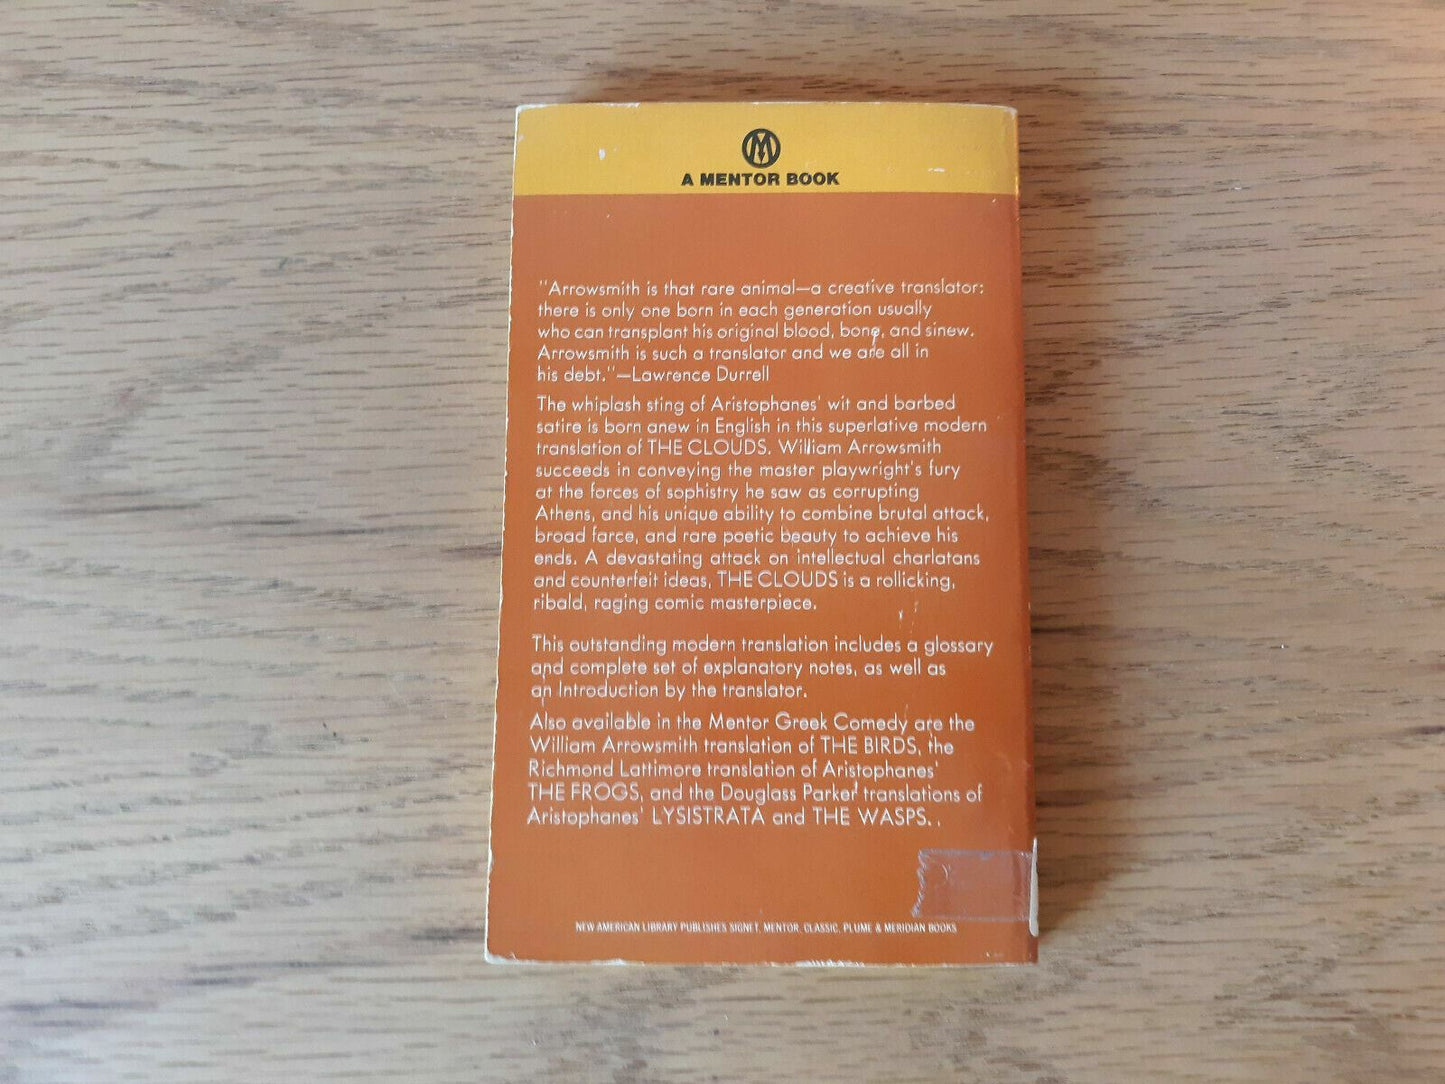 M
A MENTOR BOOK
"Arrowsmith is that rare animal—a creative translator:
there is only one born in each generation usually
who can transplant his original blood, bone, and sinew.
Arrowsmith is such a translator and we are all in
his debt."—Lawrence Durrell
The whiplash sting of Aristophanes' wit and barbed
satire is born anew in English in this superlative modern
translation of THE CLOUDS. William Arrowsmith
succeeds in conveying the master playwright's fury
at the forces of sophistry he saw as corrupting
Athens, and his unique ability to combine brutal attack,
broad farce, and rare poetic beauty to achieve his
ends. A devastating attack on intellectual charlatans
and counterfeit ideas, THE CLOUDS is a rollicking,
ribald, raging comic masterpiece.
This outstanding modern translation includes a glossary
and complete set of explanatory notes, as well as
an Introduction by the translator.
Also available in the Mentor Greek Comedy are the
William Arrowsmith translation of THE BIRDS, the
Richmond Lattimore translation of Aristophanes'
THE FROGS, and the Douglass Parker translations of
Aristophanes' LYSISTRATA and THE WASPS. .
NEW AMERICAN LIBRARY PUBLISHES SIGNET, MENTOR, CLASSIC, PLUME & MERIDIAN BOOKS